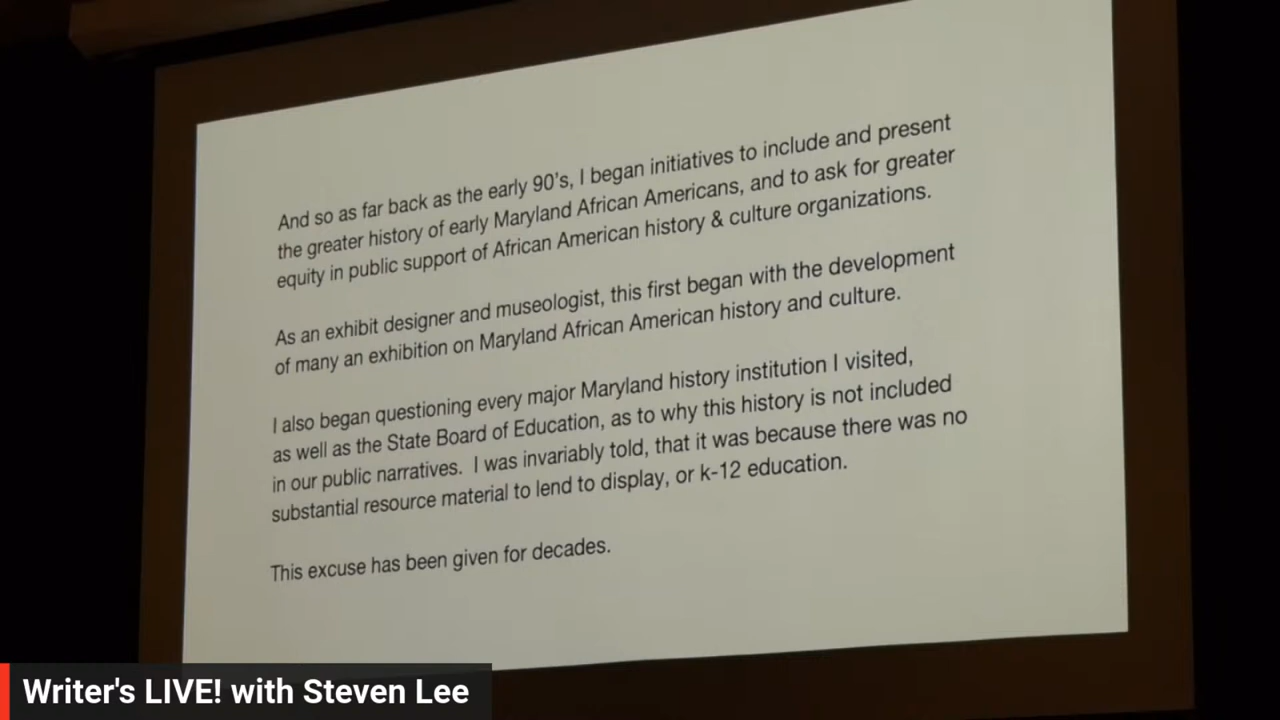 And so as far back as the early 90's, I began initiatives to include and present
the greater history of early Maryland African Americans, and to ask for greater
equity in public support of African American history & culture organizations.
As an exhibit designer and museologist, this first began with the development
of many an exhibition on Maryland African American history and culture.
I also began questioning every major Maryland history institution I visited,
as well as the State Board of Education, as to why this history is not included
in our public narratives. I was invariably told, that it was because there was no
substantial resource material to lend to display, or k-12 education.
This excuse has been given for decades.
Writer's LIVE! with Steven Lee